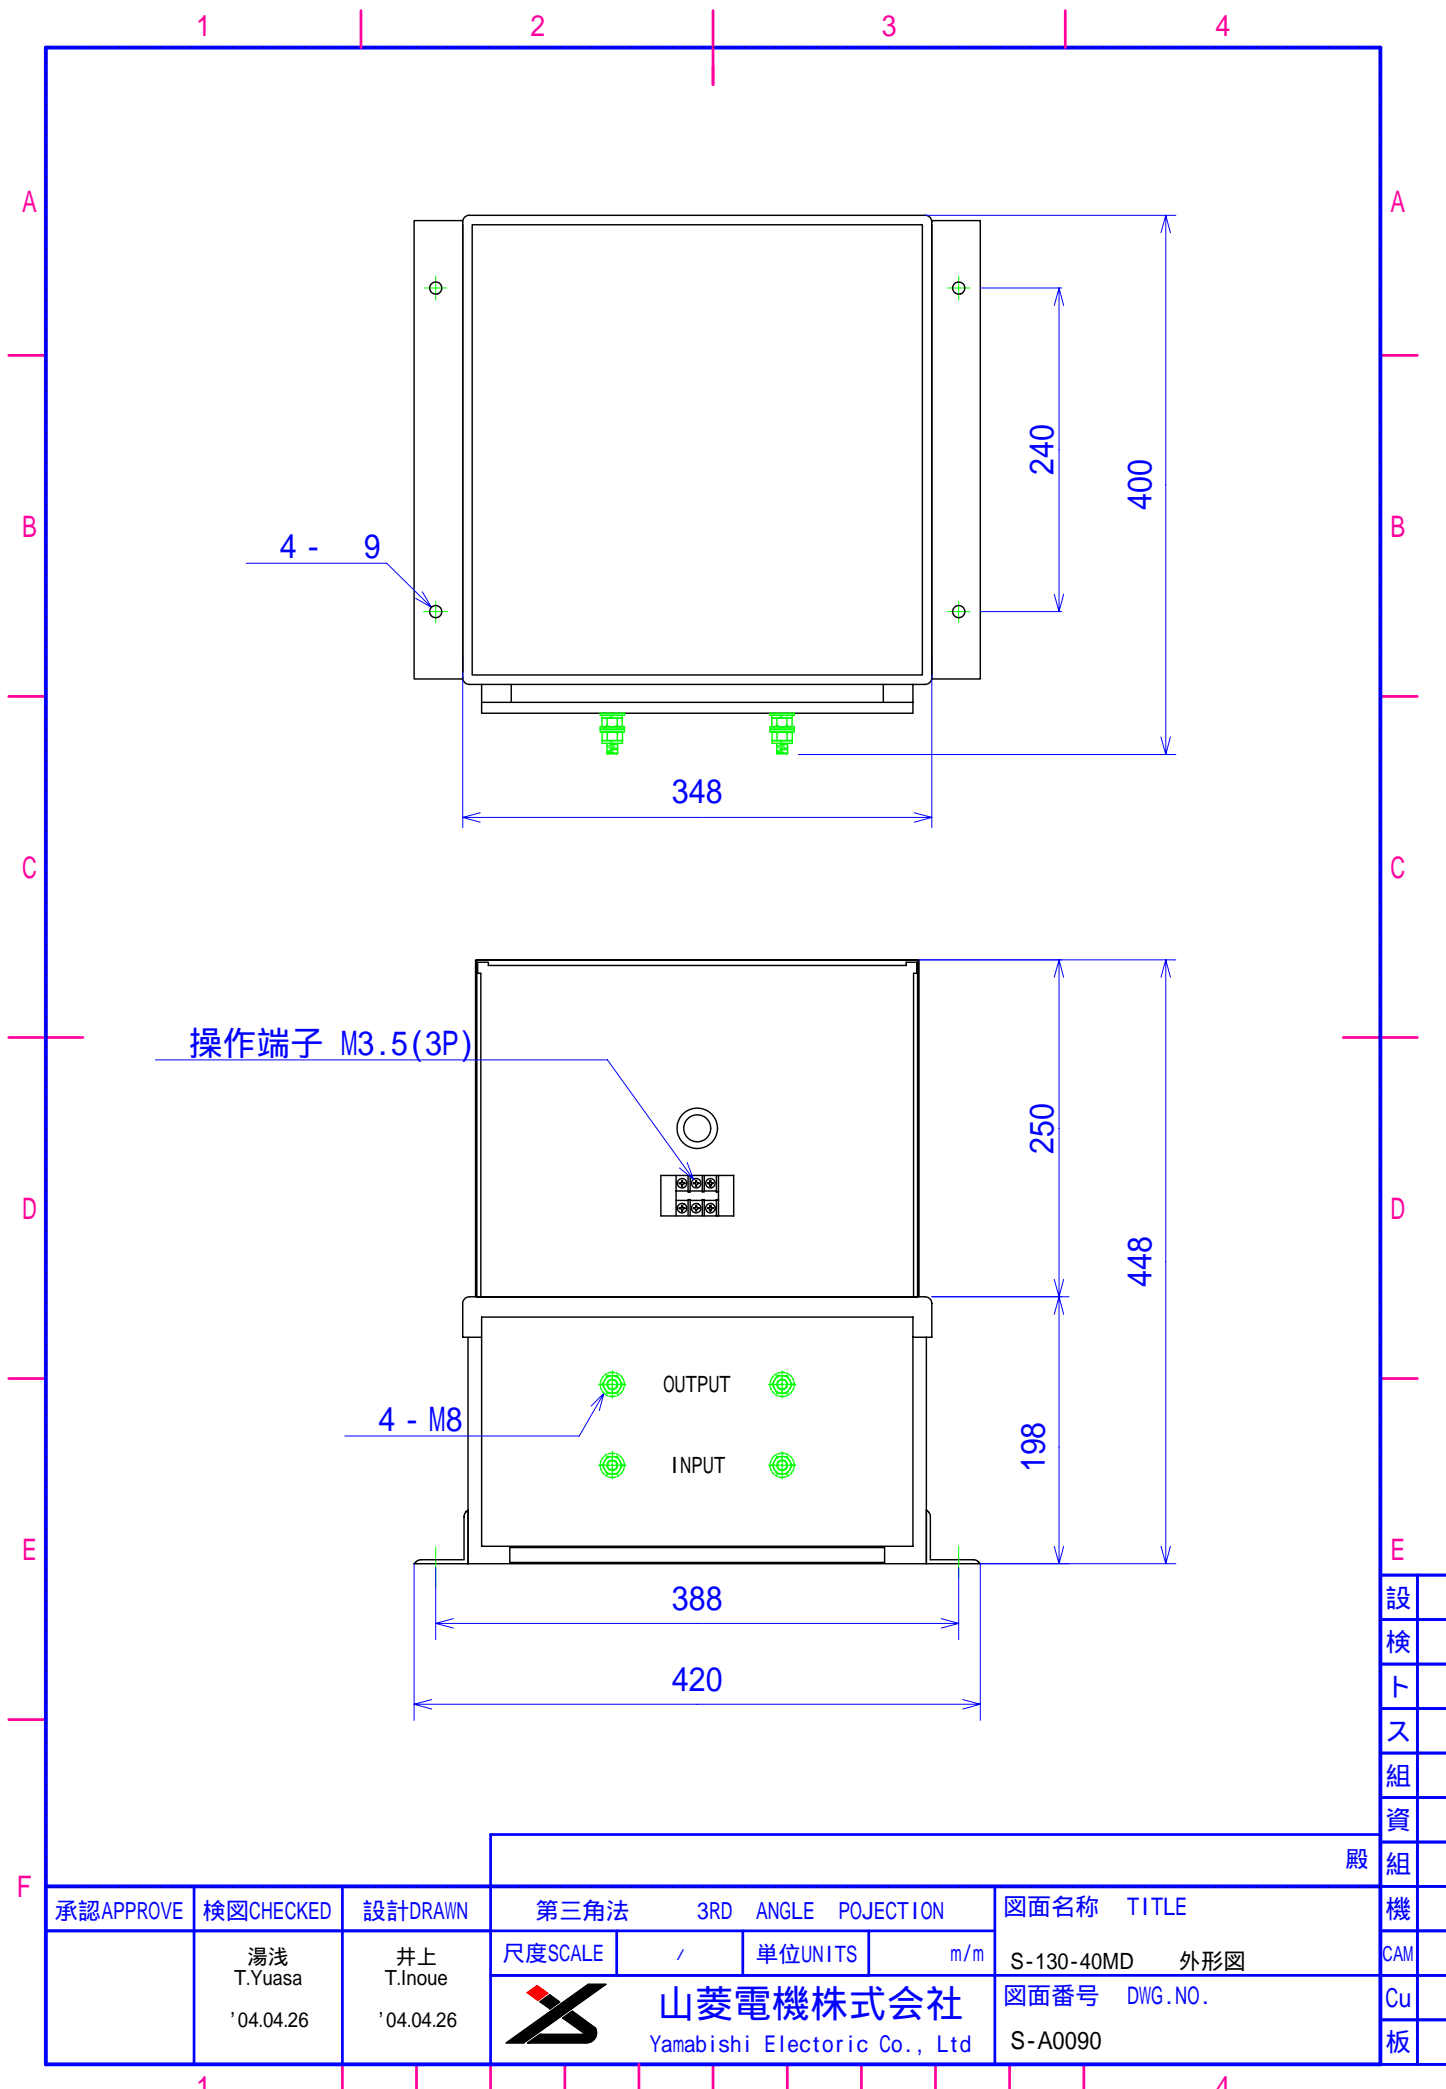 1 2 3 4
A A
240
400
B B
4 - 9
348
C C
操作端子 M3.5(3P)
250
D D
448
OUTPUT
4 - M8
198
INPUT
E E
388
420
設
検
ト
ス
組
資
組
機
CAM
Cu
板
殿
F
承認APPROVE 検図CHECKED 設計DRAWN 第三角法 3RD ANGLE POJECTION 図面名称 TITLE
湯浅 井上 尺度SCALE / 単位UNITS m/m
T.Yuasa T.Inoue S-130-40MD 外形図
'04.04.26 '04.04.26 山菱電機株式会社 図面番号 DWG.NO.
Yamabishi Electoric Co., Ltd S-A0090
1 4